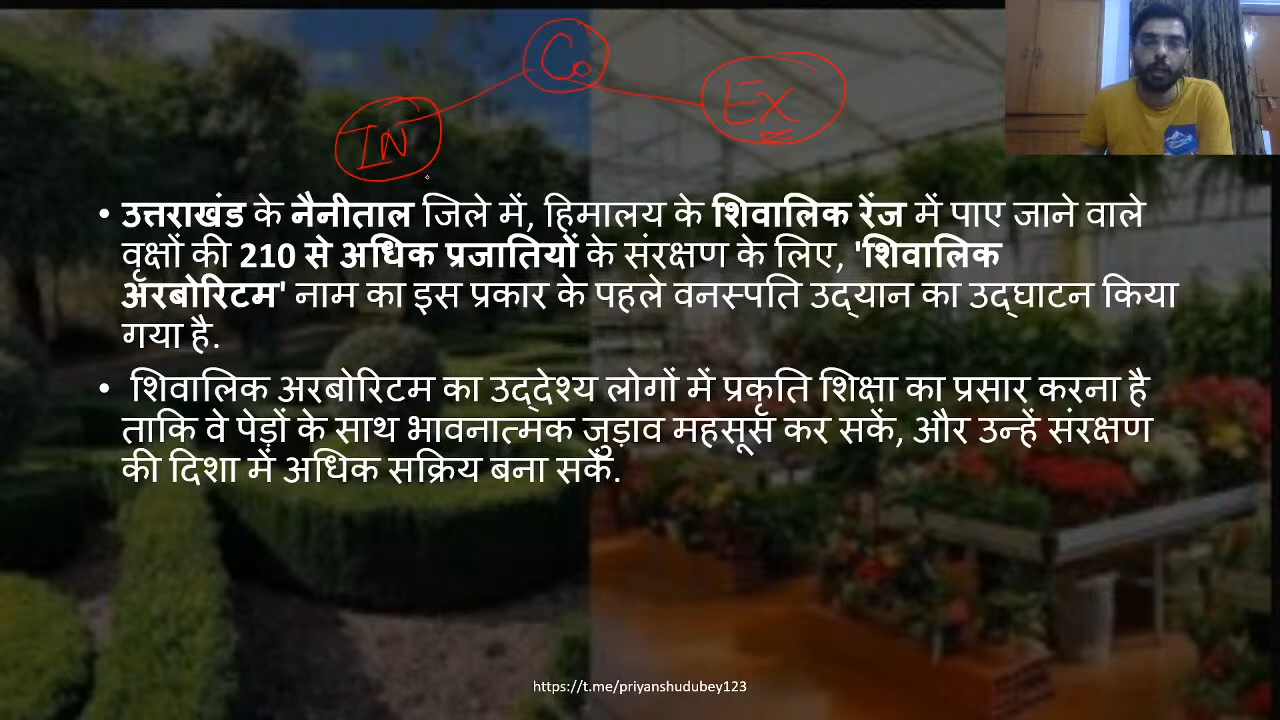 Co
IN
EX
• उत्तराखंड के नैनीताल जिले में, हिमालय के शिवालिक रेंज में पाए जाने वाले
वृक्षों की 210 से अधिक प्रजातियों के संरक्षण के लिए, 'शिवालिक
अरबोरिटम' नाम का इस प्रकार के पहले वनस्पति उद्यान का उद्घाटन किया
गया है.
• शिवालिक अरबोरिटम का उद्देश्य लोगों में प्रकृति शिक्षा का प्रसार करना है
ताकि वे पेड़ों के साथ भावनात्मक जुड़ाव महसूस कर सकें, और उन्हें संरक्षण
की दिशा में अधिक सक्रिय बना सकें.
https://t.me/priyanshudubey123